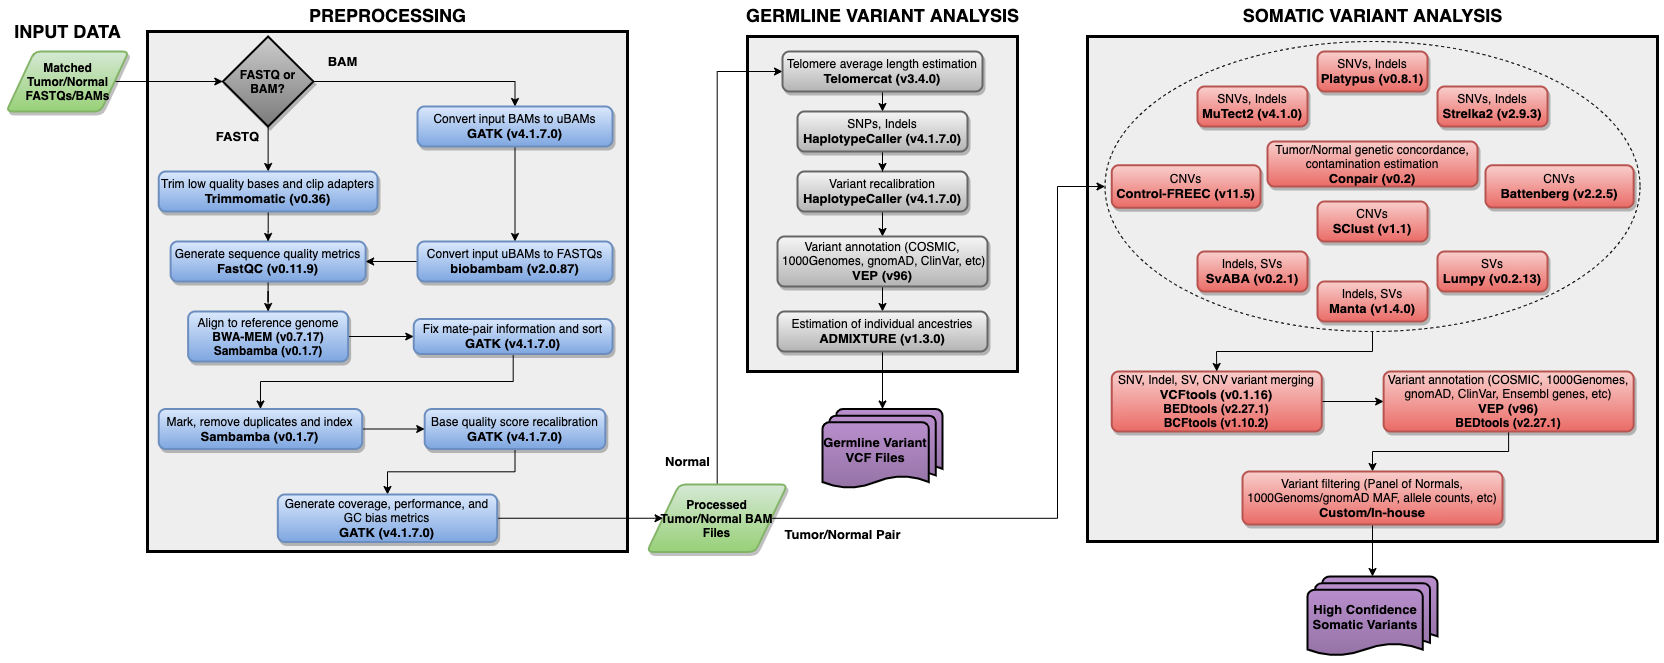 INPUT DATA
Matched
Tumor/Normal
FASTQs/BAMs
PREPROCESSING
FASTQ or
BAM?
BAM
FASTQ
Convert input BAMs to uBAMs
GATK (v4.1.7.0)
Trim low quality bases and clip adapters
Trimmomatic (v0.36)
Generate sequence quality metrics
FastQC (v0.11.9)
Convert input uBAMs to FASTQs
biobambam (v2.0.87)
Align to reference genome
BWA-MEM (v0.7.17)
Sambamba (v0.1.7)
Fix mate-pair information and sort
GATK (v4.1.7.0)
Mark, remove duplicates and index
Sambamba (v0.1.7)
Base quality score recalibration
GATK (v4.1.7.0)
Generate coverage, performance, and
GC bias metrics
GATK (v4.1.7.0)
Processed
Tumor/Normal BAM
Files
Normal
Tumor/Normal Pair
GERMLINE VARIANT ANALYSIS
Telomere average length estimation
Telomercat (v3.4.0)
SNPs, Indels
HaplotypeCaller (v4.1.7.0)
Variant recalibration
HaplotypeCaller (v4.1.7.0)
Variant annotation (COSMIC,
1000Genomes, gnomAD, ClinVar, etc)
VEP (v96)
Estimation of individual ancestries
ADMIXTURE (v1.3.0)
Germline Variant
VCF Files
SOMATIC VARIANT ANALYSIS
SNVs, Indels
Platypus (v0.8.1)
SNVs, Indels
MuTect2 (v4.1.0)
SNVs, Indels
Strelka2 (v2.9.3)
Tumor/Normal genetic concordance,
contamination estimation
Conpair (v0.2)
CNVs
Control-FREEC (v11.5)
CNVs
Battenberg (v2.2.5)
CNVs
SClust (v1.1)
Indels, SVs
SvABA (v0.2.1)
SVs
Lumpy (v0.2.13)
Indels, SVs
Manta (v1.4.0)
SNV, Indel, SV, CNV variant merging
VCFtools (v0.1.16)
BEDtools (v2.27.1)
BCFtools (v1.10.2)
Variant annotation (COSMIC, 1000Genomes,
gnomAD, ClinVar, Ensembl genes, etc)
VEP (v96)
BEDtools (v2.27.1)
Variant filtering (Panel of Normals,
1000Genoms/gnomAD MAF, allele counts, etc)
Custom/In-house
High Confidence
Somatic Variants